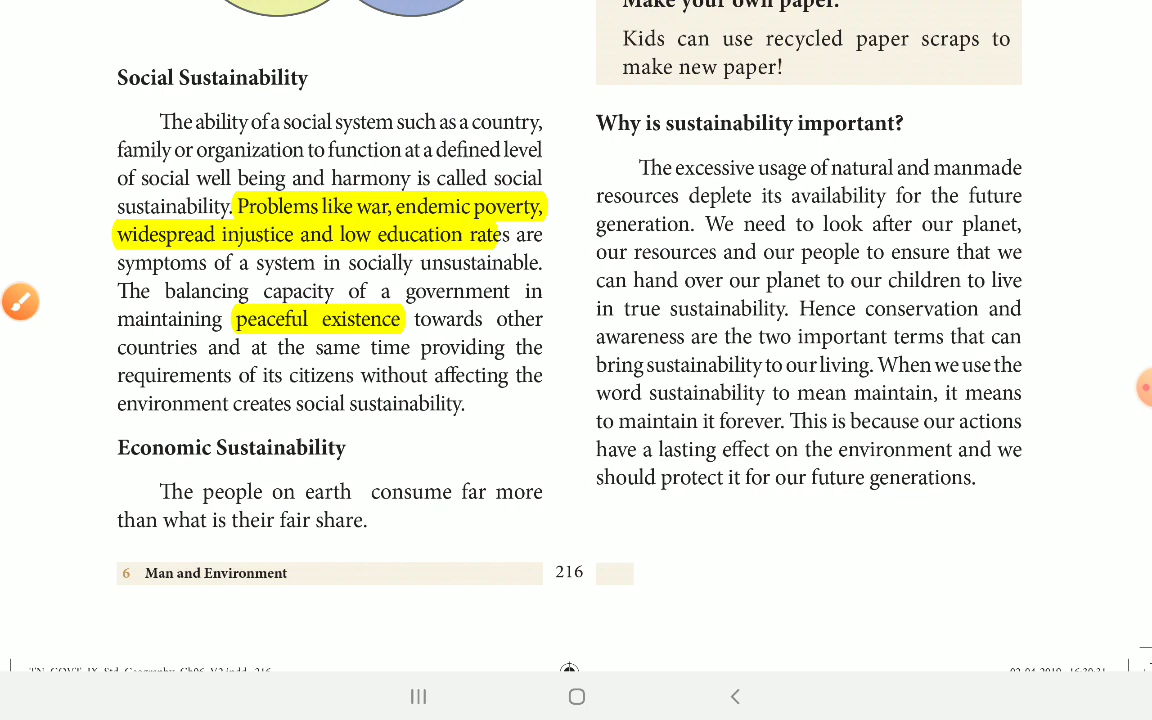 Social Sustainability
The ability of a social system such as a country,
family or organization to function at a defined level
of social well being and harmony is called social
sustainability. Problems like war, endemic poverty,
widespread injustice and low education rates are
symptoms of a system in socially unsustainable.
The balancing capacity of a government in
maintaining peaceful existence towards other
countries and at the same time providing the
requirements of its citizens without affecting the
environment creates social sustainability.
Economic Sustainability
The people on earth consume far more
than what is their fair share.
Make your own paper.
Kids can use recycled paper scraps to
make new paper!
Why is sustainability important?
The excessive usage of natural and manmade
resources deplete its availability for the future
generation. We need to look after our planet,
our resources and our people to ensure that we
can hand over our planet to our children to live
in true sustainability. Hence conservation and
awareness are the two important terms that can
bring sustainability to our living. When we use the
word sustainability to mean maintain, it means
to maintain it forever. This is because our actions
have a lasting effect on the environment and we
should protect it for our future generations.
6 Man and Environment
216